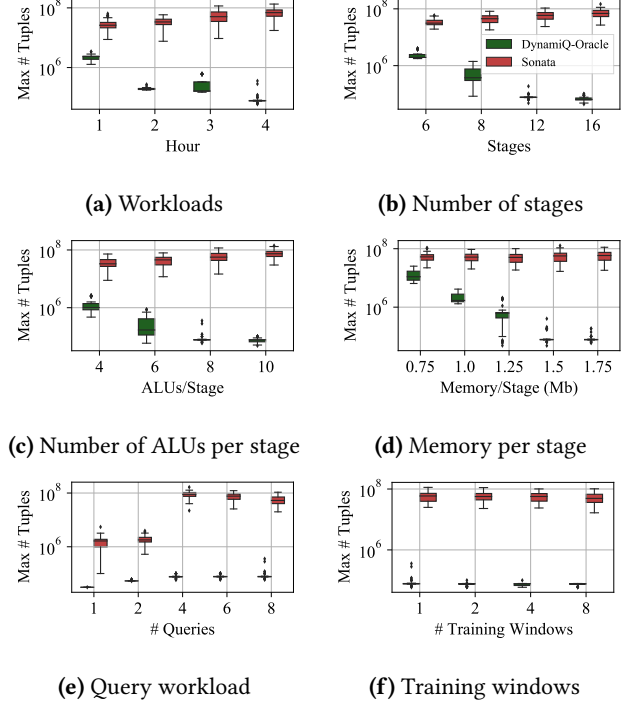 Max # Tuples
10^8
10^6
1 2 3 4
Hour
(a) Workloads
Max # Tuples
10^8
10^6
DynamiQ-Oracle
Sonata
6 8 12 16
Stages
(b) Number of stages
Max # Tuples
10^8
10^6
4 6 8 10
ALUs/Stage
(c) Number of ALUs per stage
Max # Tuples
10^8
10^6
0.75 1.0 1.25 1.5 1.75
Memory/Stage (Mb)
(d) Memory per stage
Max # Tuples
10^8
10^6
1 2 4 6 8
# Queries
(e) Query workload
Max # Tuples
10^8
10^6
1 2 4 8
# Training Windows
(f) Training windows